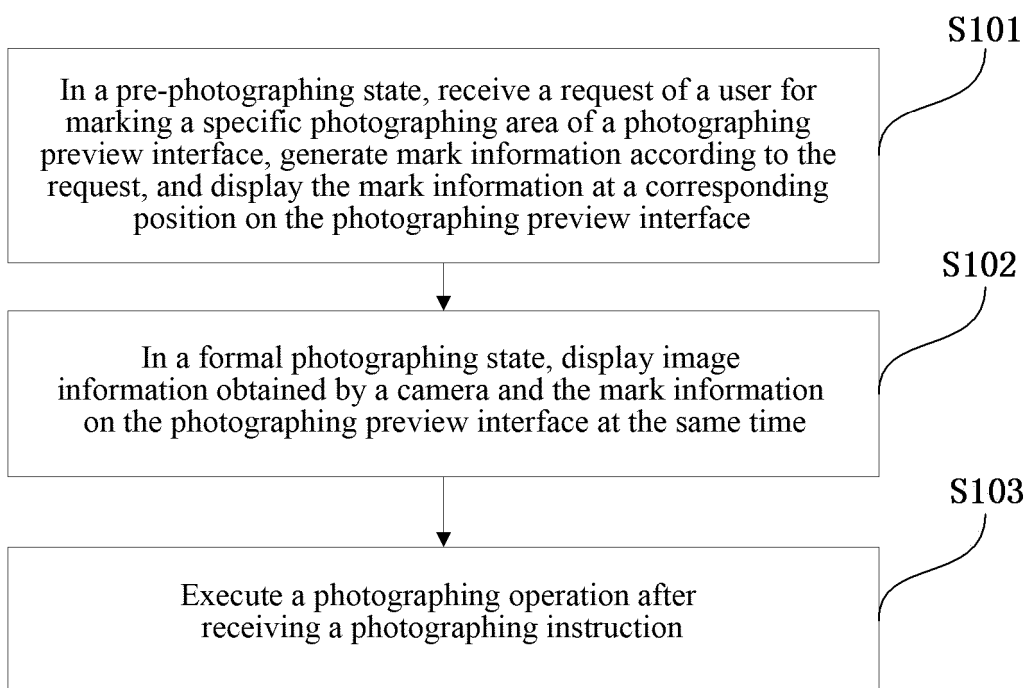 S101
In a pre-photographing state, receive a request of a user for
marking a specific photographing area of a photographing
preview interface, generate mark information according to the
request, and display the mark information at a corresponding
position on the photographing preview interface
S102
In a formal photographing state, display image
information obtained by a camera and the mark information
on the photographing preview interface at the same time
S103
Execute a photographing operation after
receiving a photographing instruction